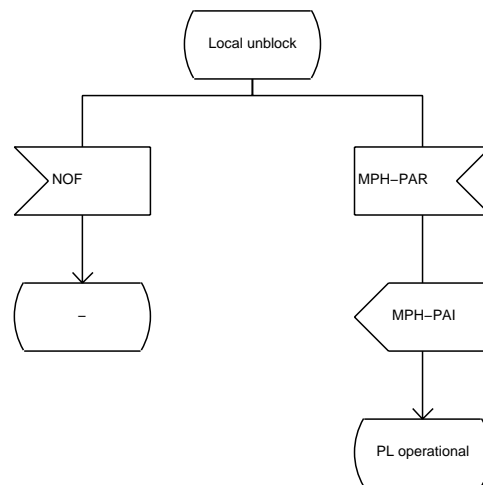 Local unblock
NOF
MPH−PAR
−
MPH−PAI
PL operational